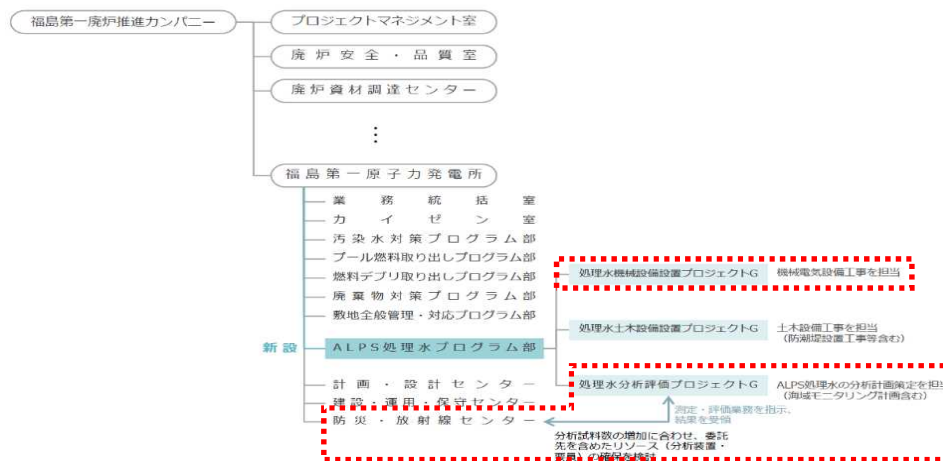 福島第一廃炉推進カンパニー
プロジェクトマネジメント室
廃炉安全・品質室
廃炉資材調達センター
⋮
福島第一原子力発電所
業務統括室
カイゼン室
汚染水対策プログラム部
プール燃料取り出しプログラム部
燃料デブリ取り出しプログラム部
廃棄物対策プログラム部
敷地全般管理・対応プログラム部
新設
ALPS処理水プログラム部
計画・設計センター
建設・運用・保守センター
防災・放射線センター
処理水機械設備設置プロジェクトG
機械電気設備工事を担当
処理水土木設備設置プロジェクトG
土木設備工事を担当
（防潮堤設置工事等含む）
処理水分析評価プロジェクトG
ALPS処理水の分析計画策定を担当
（海域モニタリング計画含む）
測定・評価業務を指示、
結果を受領
分析試料数の増加に合わせ、委託
先を含めたリソース（分析装置・
要員）の確保を検討